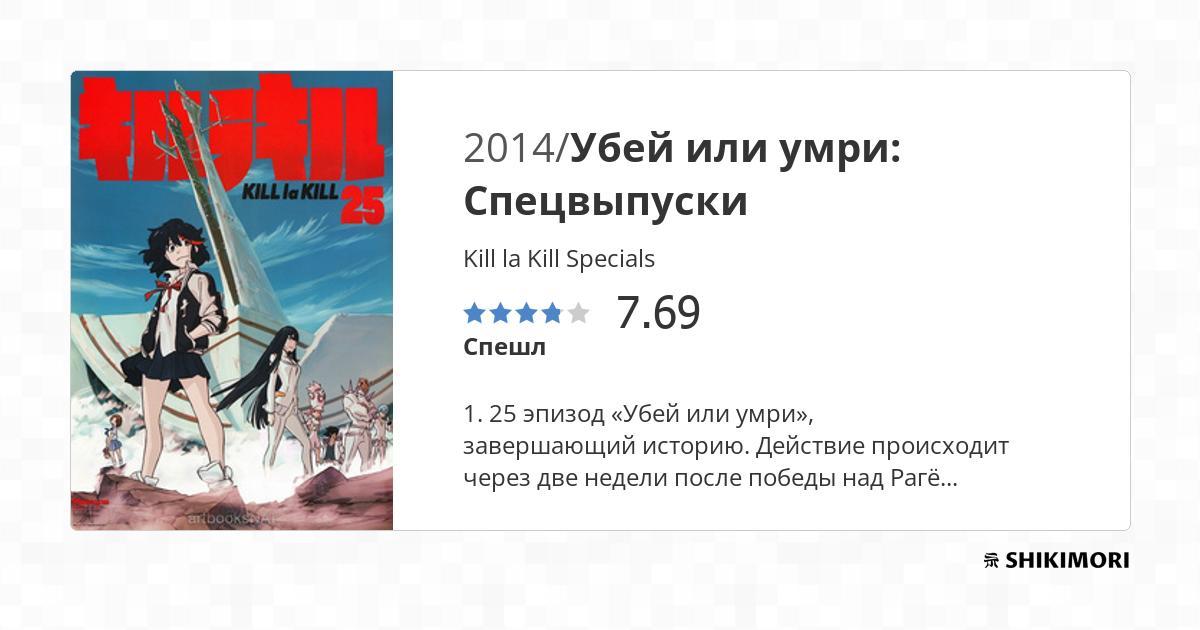 キルラキル
KILL la KILL
25
artbooksNAT
2014/Убей или умри:
Спецвыпуски
Kill la Kill Specials
7.69
Спешл
1. 25 эпизод «Убей или умри»,
завершающий историю. Действие происходит
через две недели после победы над Рагё...
SHIKIMORI